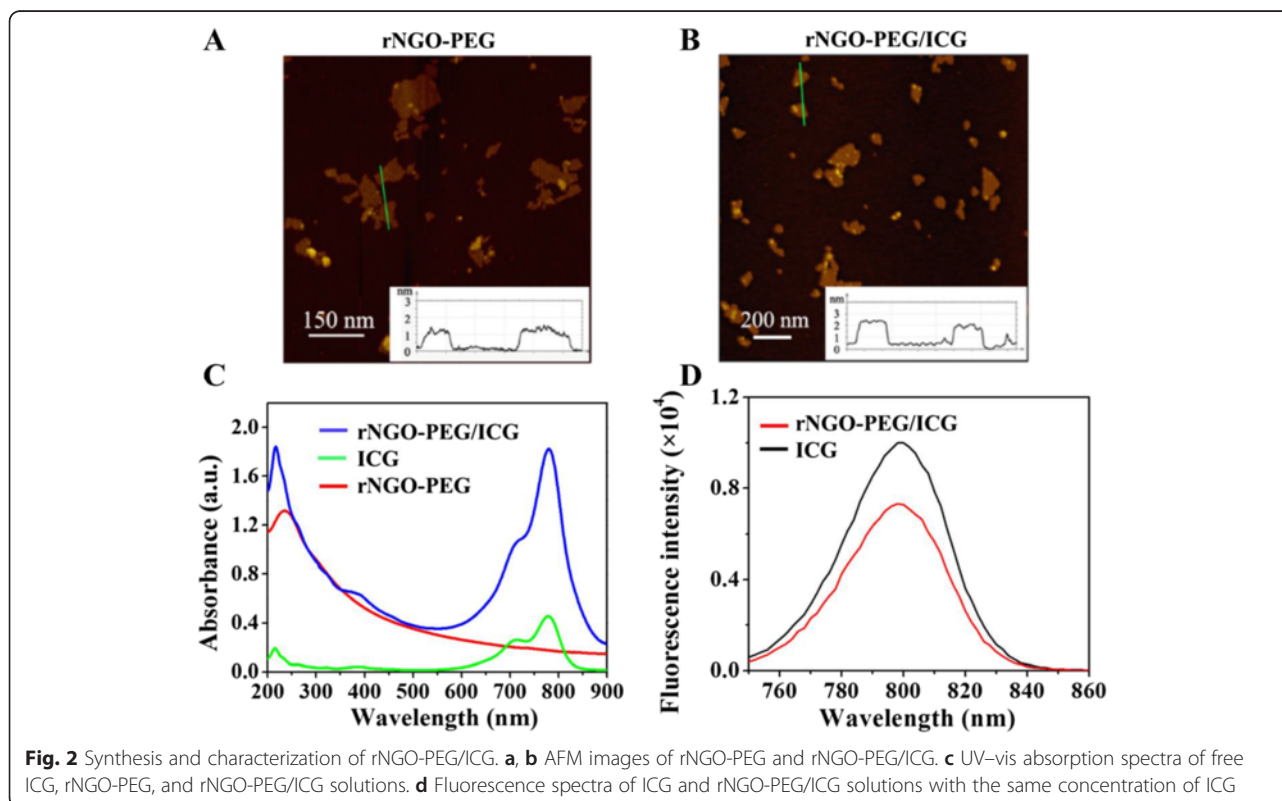 A
rNGO-PEG
B
rNGO-PEG/ICG
150 nm
nm
3
2
1
0
200 nm
nm
3
2
1
0
C
rNGO-PEG/ICG
ICG
rNGO-PEG
Absorbance (a.u.)
2.0
1.6
1.2
0.8
0.4
0.0
200 300 400 500 600 700 800 900
Wavelength (nm)
D
rNGO-PEG/ICG
ICG
Fluorescence intensity (×10⁴)
1.2
0.8
0.4
0.0
760 780 800 820 840 860
Wavelength (nm)
Fig. 2 Synthesis and characterization of rNGO-PEG/ICG. a, b AFM images of rNGO-PEG and rNGO-PEG/ICG. c UV–vis absorption spectra of free
ICG, rNGO-PEG, and rNGO-PEG/ICG solutions. d Fluorescence spectra of ICG and rNGO-PEG/ICG solutions with the same concentration of ICG